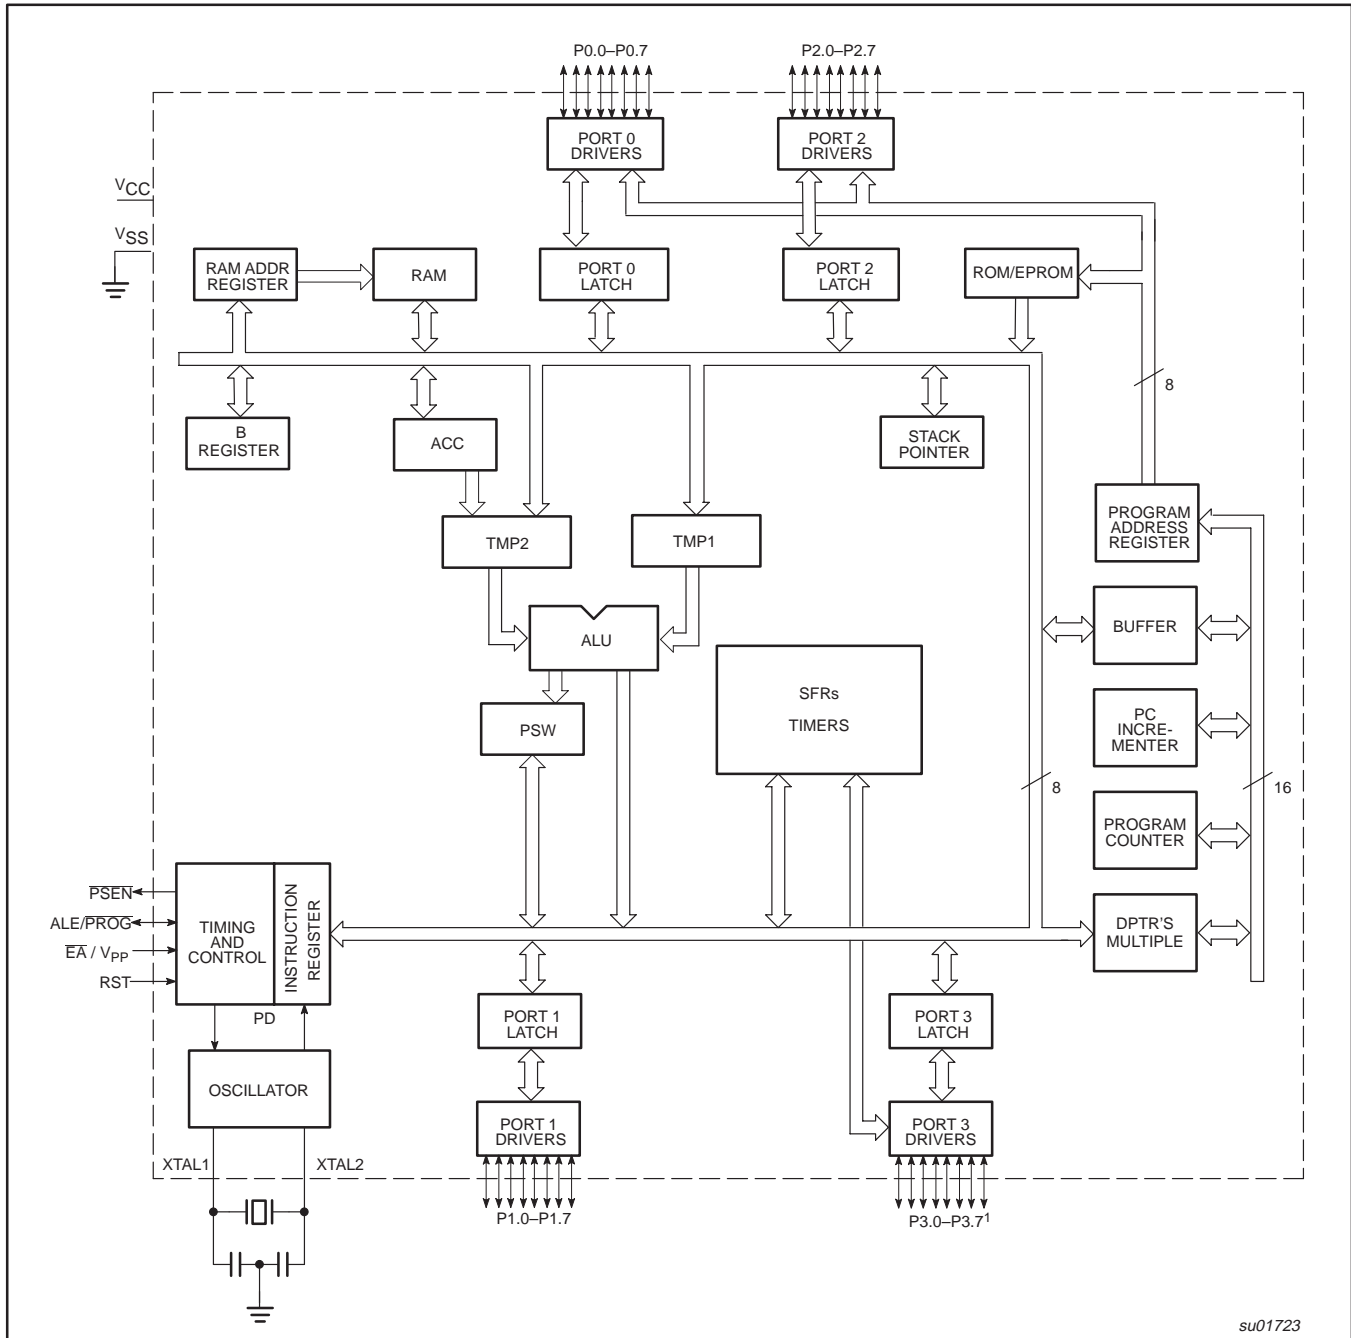 P0.0–P0.7
P2.0–P2.7
PORT 0
DRIVERS
PORT 2
DRIVERS
VCC
VSS
RAM ADDR
REGISTER
RAM
PORT 0
LATCH
PORT 2
LATCH
ROM/EPROM
8
B
REGISTER
ACC
STACK
POINTER
PROGRAM
ADDRESS
REGISTER
TMP2
TMP1
ALU
BUFFER
SFRs
TIMERS
PSW
PC
INCRE-
MENTER
8
16
PROGRAM
COUNTER
PSEN
ALE/PROG
EA / VPP
RST
TIMING
AND
CONTROL
INSTRUCTION
REGISTER
DPTR'S
MULTIPLE
PD
PORT 1
LATCH
PORT 3
LATCH
OSCILLATOR
PORT 1
DRIVERS
PORT 3
DRIVERS
XTAL1
XTAL2
P1.0–P1.7
P3.0–P3.71
su01723